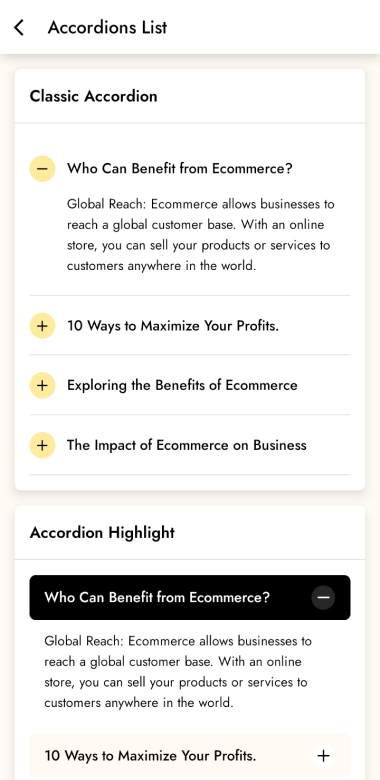 Accordions List
Classic Accordion
Who Can Benefit from Ecommerce?
Global Reach: Ecommerce allows businesses to
reach a global customer base. With an online
store, you can sell your products or services to
customers anywhere in the world.
10 Ways to Maximize Your Profits.
Exploring the Benefits of Ecommerce
The Impact of Ecommerce on Business
Accordion Highlight
Who Can Benefit from Ecommerce?
Global Reach: Ecommerce allows businesses to
reach a global customer base. With an online
store, you can sell your products or services to
customers anywhere in the world.
10 Ways to Maximize Your Profits.